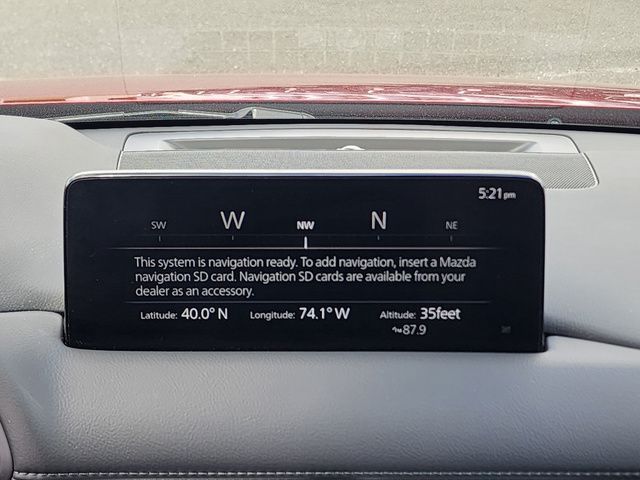 5:21pm
SW W NW N NE
This system is navigation ready. To add navigation, insert a Mazda
navigation SD card. Navigation SD cards are available from your
dealer as an accessory.
Latitude: 40.0° N Longitude: 74.1° W Altitude: 35feet
87.9